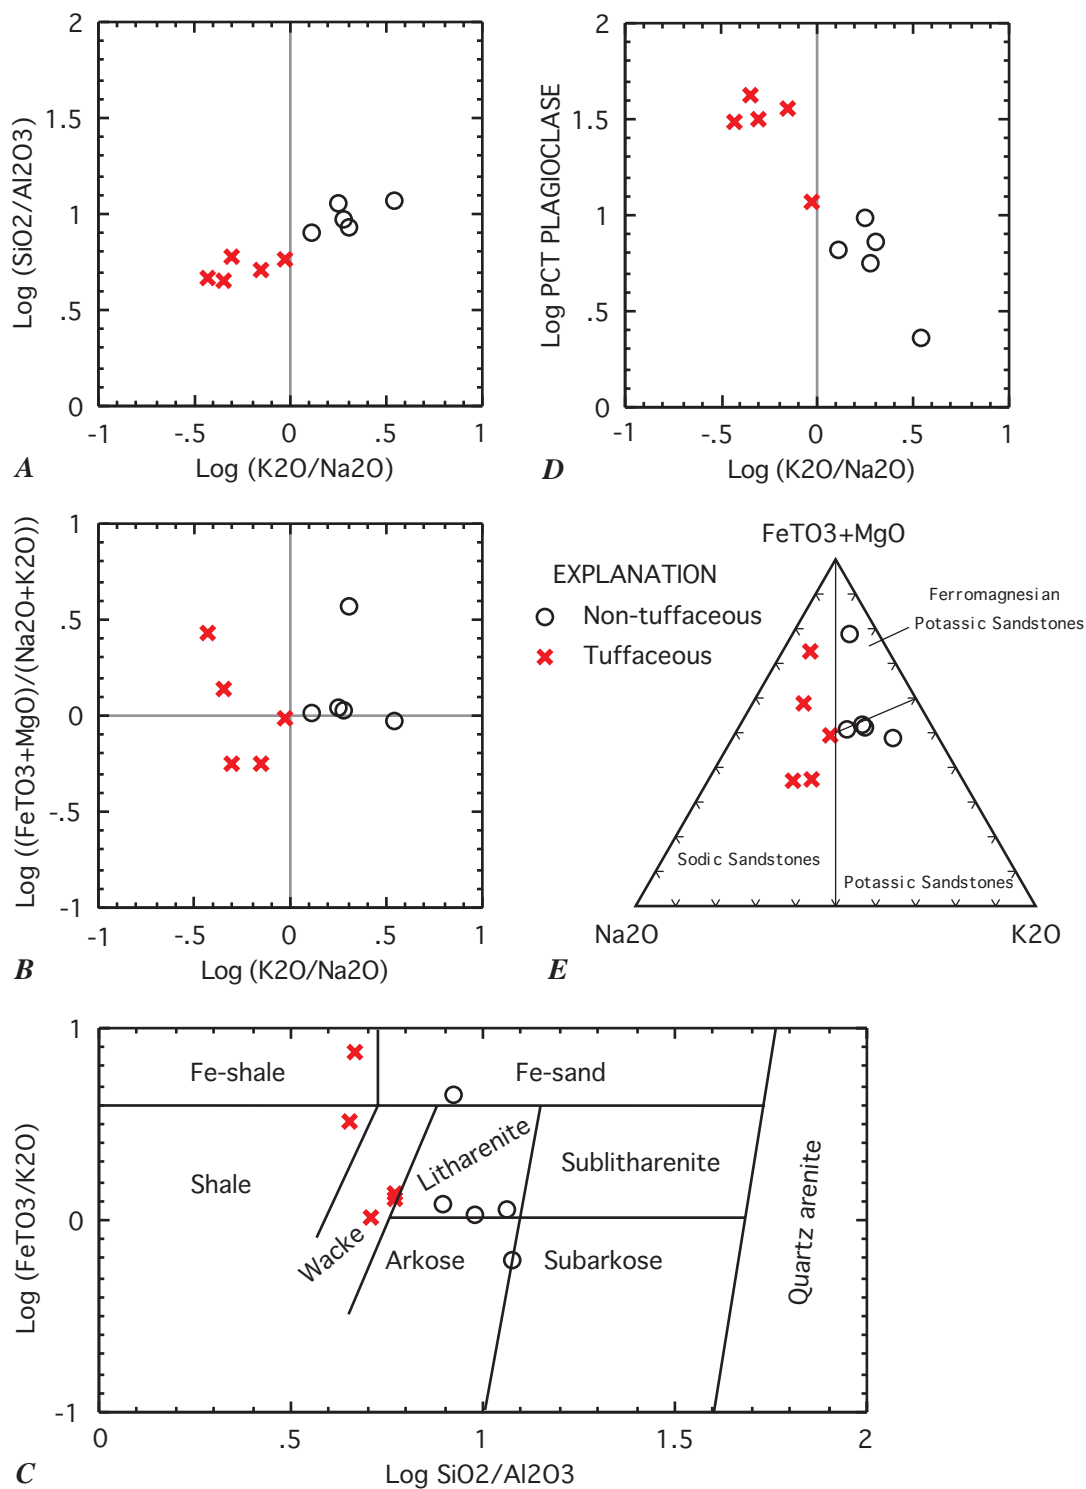 2
1.5
1
.5
0
Log (SiO2/Al2O3)
-1 -.5 0 .5 1
Log (K2O/Na2O)
A
2
1.5
1
.5
0
Log PCT PLAGIOCLASE
-1 -.5 0 .5 1
Log (K2O/Na2O)
D
1
.5
0
-.5
-1
Log ((FeTO3+MgO)/(Na2O+K2O))
-1 -.5 0 .5 1
Log (K2O/Na2O)
B
EXPLANATION
Non-tuffaceous
Tuffaceous
FeTO3+MgO
Ferromagnesian
Potassic Sandstones
Sodic Sandstones
Potassic Sandstones
Na2O
K2O
E
1
0
-1
Log (FeTO3/K2O)
Fe-shale
Fe-sand
Shale
Wacke
Litharenite
Sublitharenite
Arkose
Subarkose
Quartz arenite
0 .5 1 1.5 2
Log SiO2/Al2O3
C